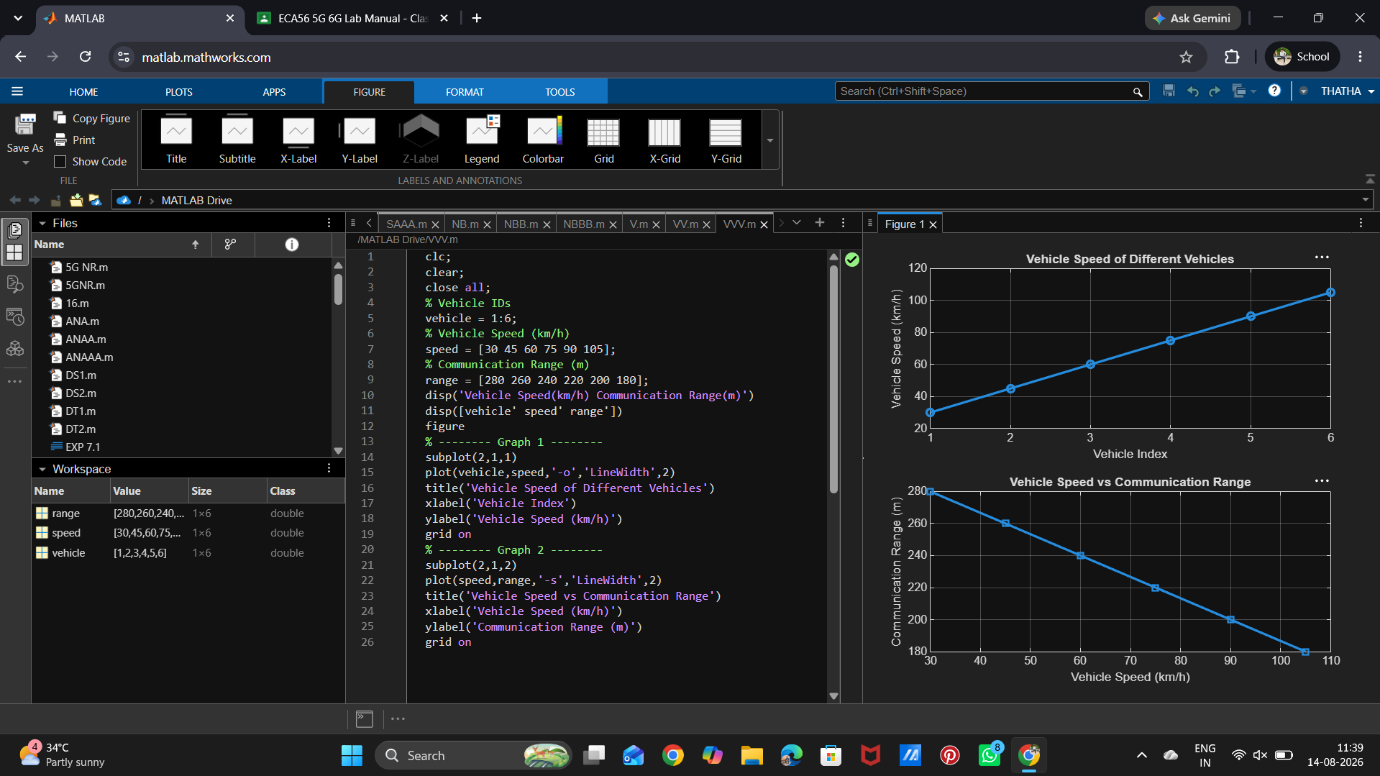 MATLAB
ECA56 5G 6G Lab Manual - Clas
Ask Gemini
matlab.mathworks.com
School
HOME
PLOTS
APPS
FIGURE
FORMAT
TOOLS
Search (Ctrl+Shift+Space)
THATHA
Save As
Copy Figure
Print
Show Code
FILE
Title
Subtitle
X-Label
Y-Label
Z-Label
Legend
Colorbar
Grid
X-Grid
Y-Grid
LABELS AND ANNOTATIONS
/ > MATLAB Drive
Files
Name
5G NR.m
5GNR.m
16.m
ANA.m
ANAA.m
ANAAA.m
DS1.m
DS2.m
DT1.m
DT2.m
EXP 7.1
Workspace
Name Value Size Class
range [280,260,240,... 1×6 double
speed [30,45,60,75,... 1×6 double
vehicle [1,2,3,4,5,6] 1×6 double
SAAA.m
NB.m
NBB.m
NBBB.m
V.m
VV.m
VVV.m
/MATLAB Drive/VVV.m
1 clc;
2 clear;
3 close all;
4 % Vehicle IDs
5 vehicle = 1:6;
6 % Vehicle Speed (km/h)
7 speed = [30 45 60 75 90 105];
8 % Communication Range (m)
9 range = [280 260 240 220 200 180];
10 disp('Vehicle Speed(km/h) Communication Range(m)')
11 disp([vehicle' speed' range'])
12 figure
13 % -------- Graph 1 --------
14 subplot(2,1,1)
15 plot(vehicle,speed,'-o','LineWidth',2)
16 title('Vehicle Speed of Different Vehicles')
17 xlabel('Vehicle Index')
18 ylabel('Vehicle Speed (km/h)')
19 grid on
20 % -------- Graph 2 --------
21 subplot(2,1,2)
22 plot(speed,range,'-s','LineWidth',2)
23 title('Vehicle Speed vs Communication Range')
24 xlabel('Vehicle Speed (km/h)')
25 ylabel('Communication Range (m)')
26 grid on
Figure 1
Vehicle Speed of Different Vehicles
Vehicle Speed (km/h)
120
100
80
60
40
20
1 2 3 4 5 6
Vehicle Index
Vehicle Speed vs Communication Range
Communication Range (m)
280
260
240
220
200
180
30 40 50 60 70 80 90 100 110
Vehicle Speed (km/h)
4
34°C
Partly sunny
Search
8
ENG
IN
11:39
14-08-2026